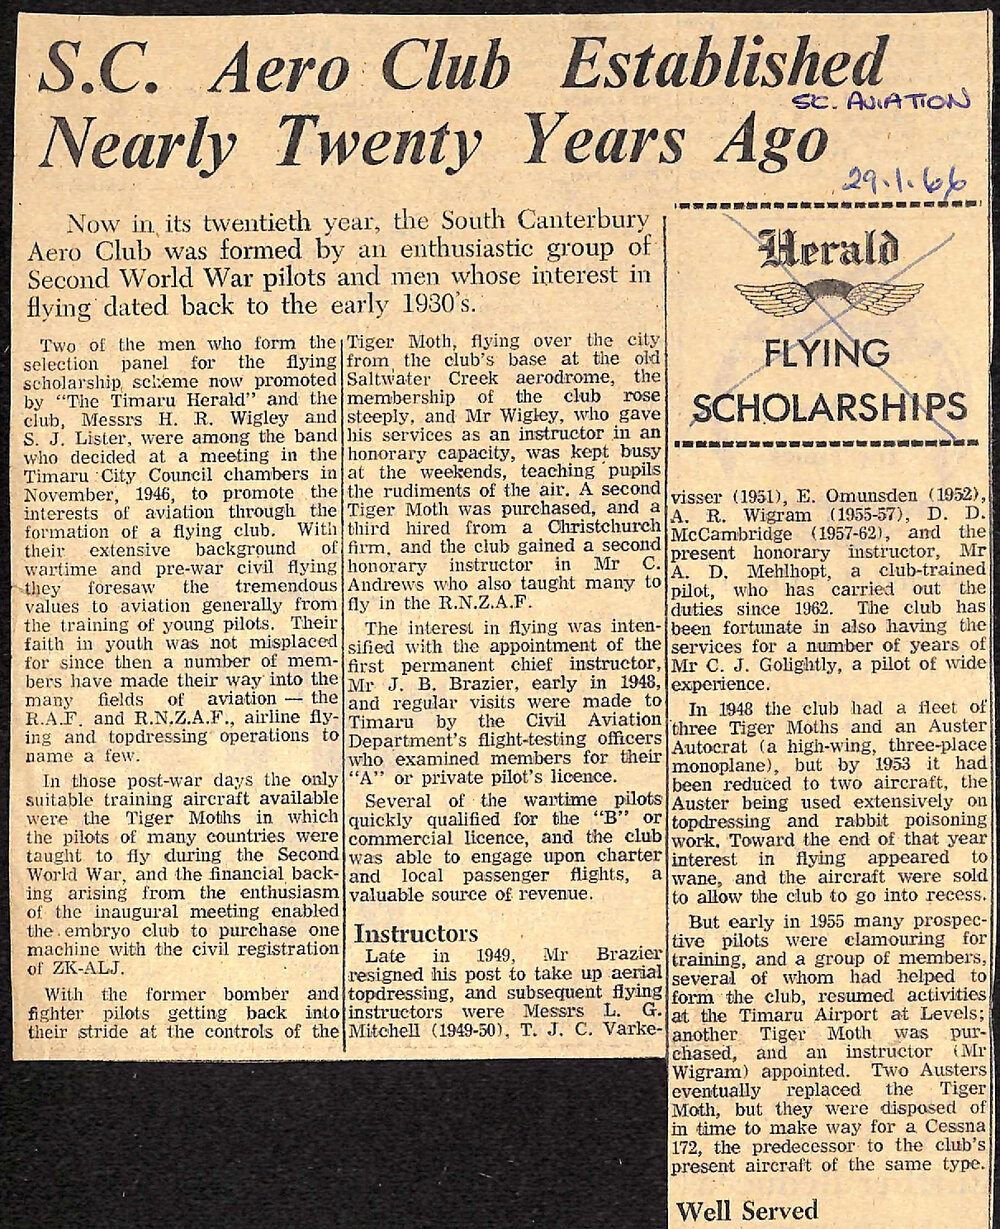 S.C. Aero Club Established
SC. AVIATION
Nearly Twenty Years Ago
29.1.66
Now in its twentieth year, the South Canterbury
Aero Club was formed by an enthusiastic group of
Second World War pilots and men whose interest in
flying dated back to the early 1930's.
Two of the men who form the
selection panel for the flying
scholarship scheme now promoted
by "The Timaru Herald" and the
club, Messrs H. R. Wigley and
S. J. Lister, were among the band
who decided at a meeting in the
Timaru City Council chambers in
November, 1946, to promote the
interests of aviation through the
formation of a flying club. With
their extensive background of
wartime and pre-war civil flying
they foresaw the tremendous
values to aviation generally from
the training of young pilots. Their
faith in youth was not misplaced
for since then a number of mem-
bers have made their way into the
many fields of aviation — the
R.A.F. and R.N.Z.A.F., airline fly-
ing and topdressing operations to
name a few.
In those post-war days the only
suitable training aircraft available
were the Tiger Moths in which
the pilots of many countries were
taught to fly during the Second
World War, and the financial back-
ing arising from the enthusiasm
of the inaugural meeting enabled
the embryo club to purchase one
machine with the civil registration
of ZK-ALJ.
With the former bomber and
fighter pilots getting back into
their stride at the controls of the
Tiger Moth, flying over the city
from the club's base at the old
Saltwater Creek aerodrome, the
membership of the club rose
steeply, and Mr Wigley, who gave
his services as an instructor in an
honorary capacity, was kept busy
at the weekends, teaching pupils
the rudiments of the air. A second
Tiger Moth was purchased, and a
third hired from a Christchurch
firm, and the club gained a second
honorary instructor in Mr C.
Andrews who also taught many to
fly in the R.N.Z.A.F.
The interest in flying was inten-
sified with the appointment of the
first permanent chief instructor,
Mr J. B. Brazier, early in 1948,
and regular visits were made to
Timaru by the Civil Aviation
Department's flight-testing officers
who examined members for their
"A" or private pilot's licence.
Several of the wartime pilots
quickly qualified for the "B" or
commercial licence, and the club
was able to engage upon charter
and local passenger flights, a
valuable source of revenue.
Instructors
Late in 1949, Mr Brazier
resigned his post to take up aerial
topdressing, and subsequent flying
instructors were Messrs L. G.
Mitchell (1949-50), T. J. C. Varke-
Herald
FLYING
SCHOLARSHIPS
visser (1951), E. Omunsden (1952),
A. R. Wigram (1955-57), D. D.
McCambridge (1957-62), and the
present honorary instructor, Mr
A. D. Mehlhopt, a club-trained
pilot, who has carried out the
duties since 1962. The club has
been fortunate in also having the
services for a number of years of
Mr C. J. Golightly, a pilot of wide
experience.
In 1948 the club had a fleet of
three Tiger Moths and an Auster
Autocrat (a high-wing, three-place
monoplane), but by 1953 it had
been reduced to two aircraft, the
Auster being used extensively on
topdressing and rabbit poisoning
work. Toward the end of that year
interest in flying appeared to
wane, and the aircraft were sold
to allow the club to go into recess.
But early in 1955 many prospec-
tive pilots were clamouring for
training, and a group of members,
several of whom had helped to
form the club, resumed activities
at the Timaru Airport at Levels;
another Tiger Moth was pur-
chased, and an instructor (Mr
Wigram) appointed. Two Austers
eventually replaced the Tiger
Moth, but they were disposed of
in time to make way for a Cessna
172, the predecessor to the club's
present aircraft of the same type.
Well Served